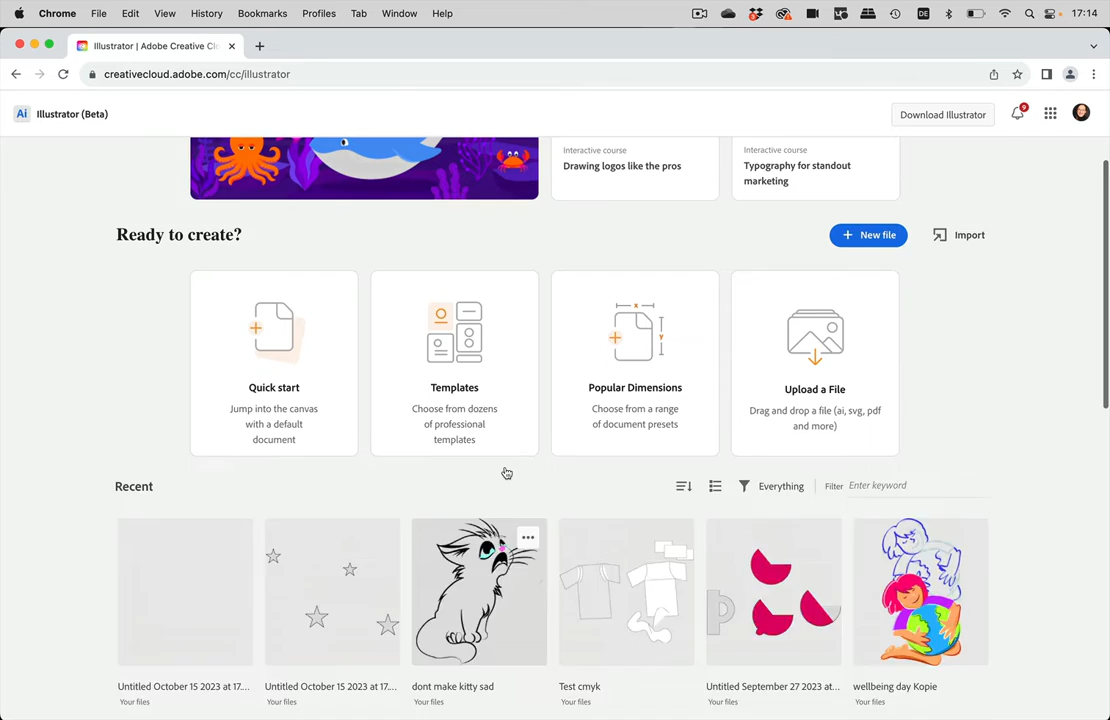 Chrome File Edit View History Bookmarks Profiles Tab Window Help DE 17:14
Illustrator | Adobe Creative Clo
creativecloud.adobe.com/cc/illustrator
Ai Illustrator (Beta) Download Illustrator 9
Interactive course
Drawing logos like the pros
Interactive course
Typography for standout
marketing
Ready to create? New file Import
Quick start
Jump into the canvas
with a default
document
Templates
Choose from dozens
of professional
templates
x
y
Popular Dimensions
Choose from a range
of document presets
Upload a File
Drag and drop a file (ai, svg, pdf
and more)
Recent Everything Filter Enter keyword
Untitled October 15 2023 at 17....
Your files
Untitled October 15 2023 at 17....
Your files
dont make kitty sad
Your files
Test cmyk
Your files
Untitled September 27 2023 at...
Your files
wellbeing day Kopie
Your files